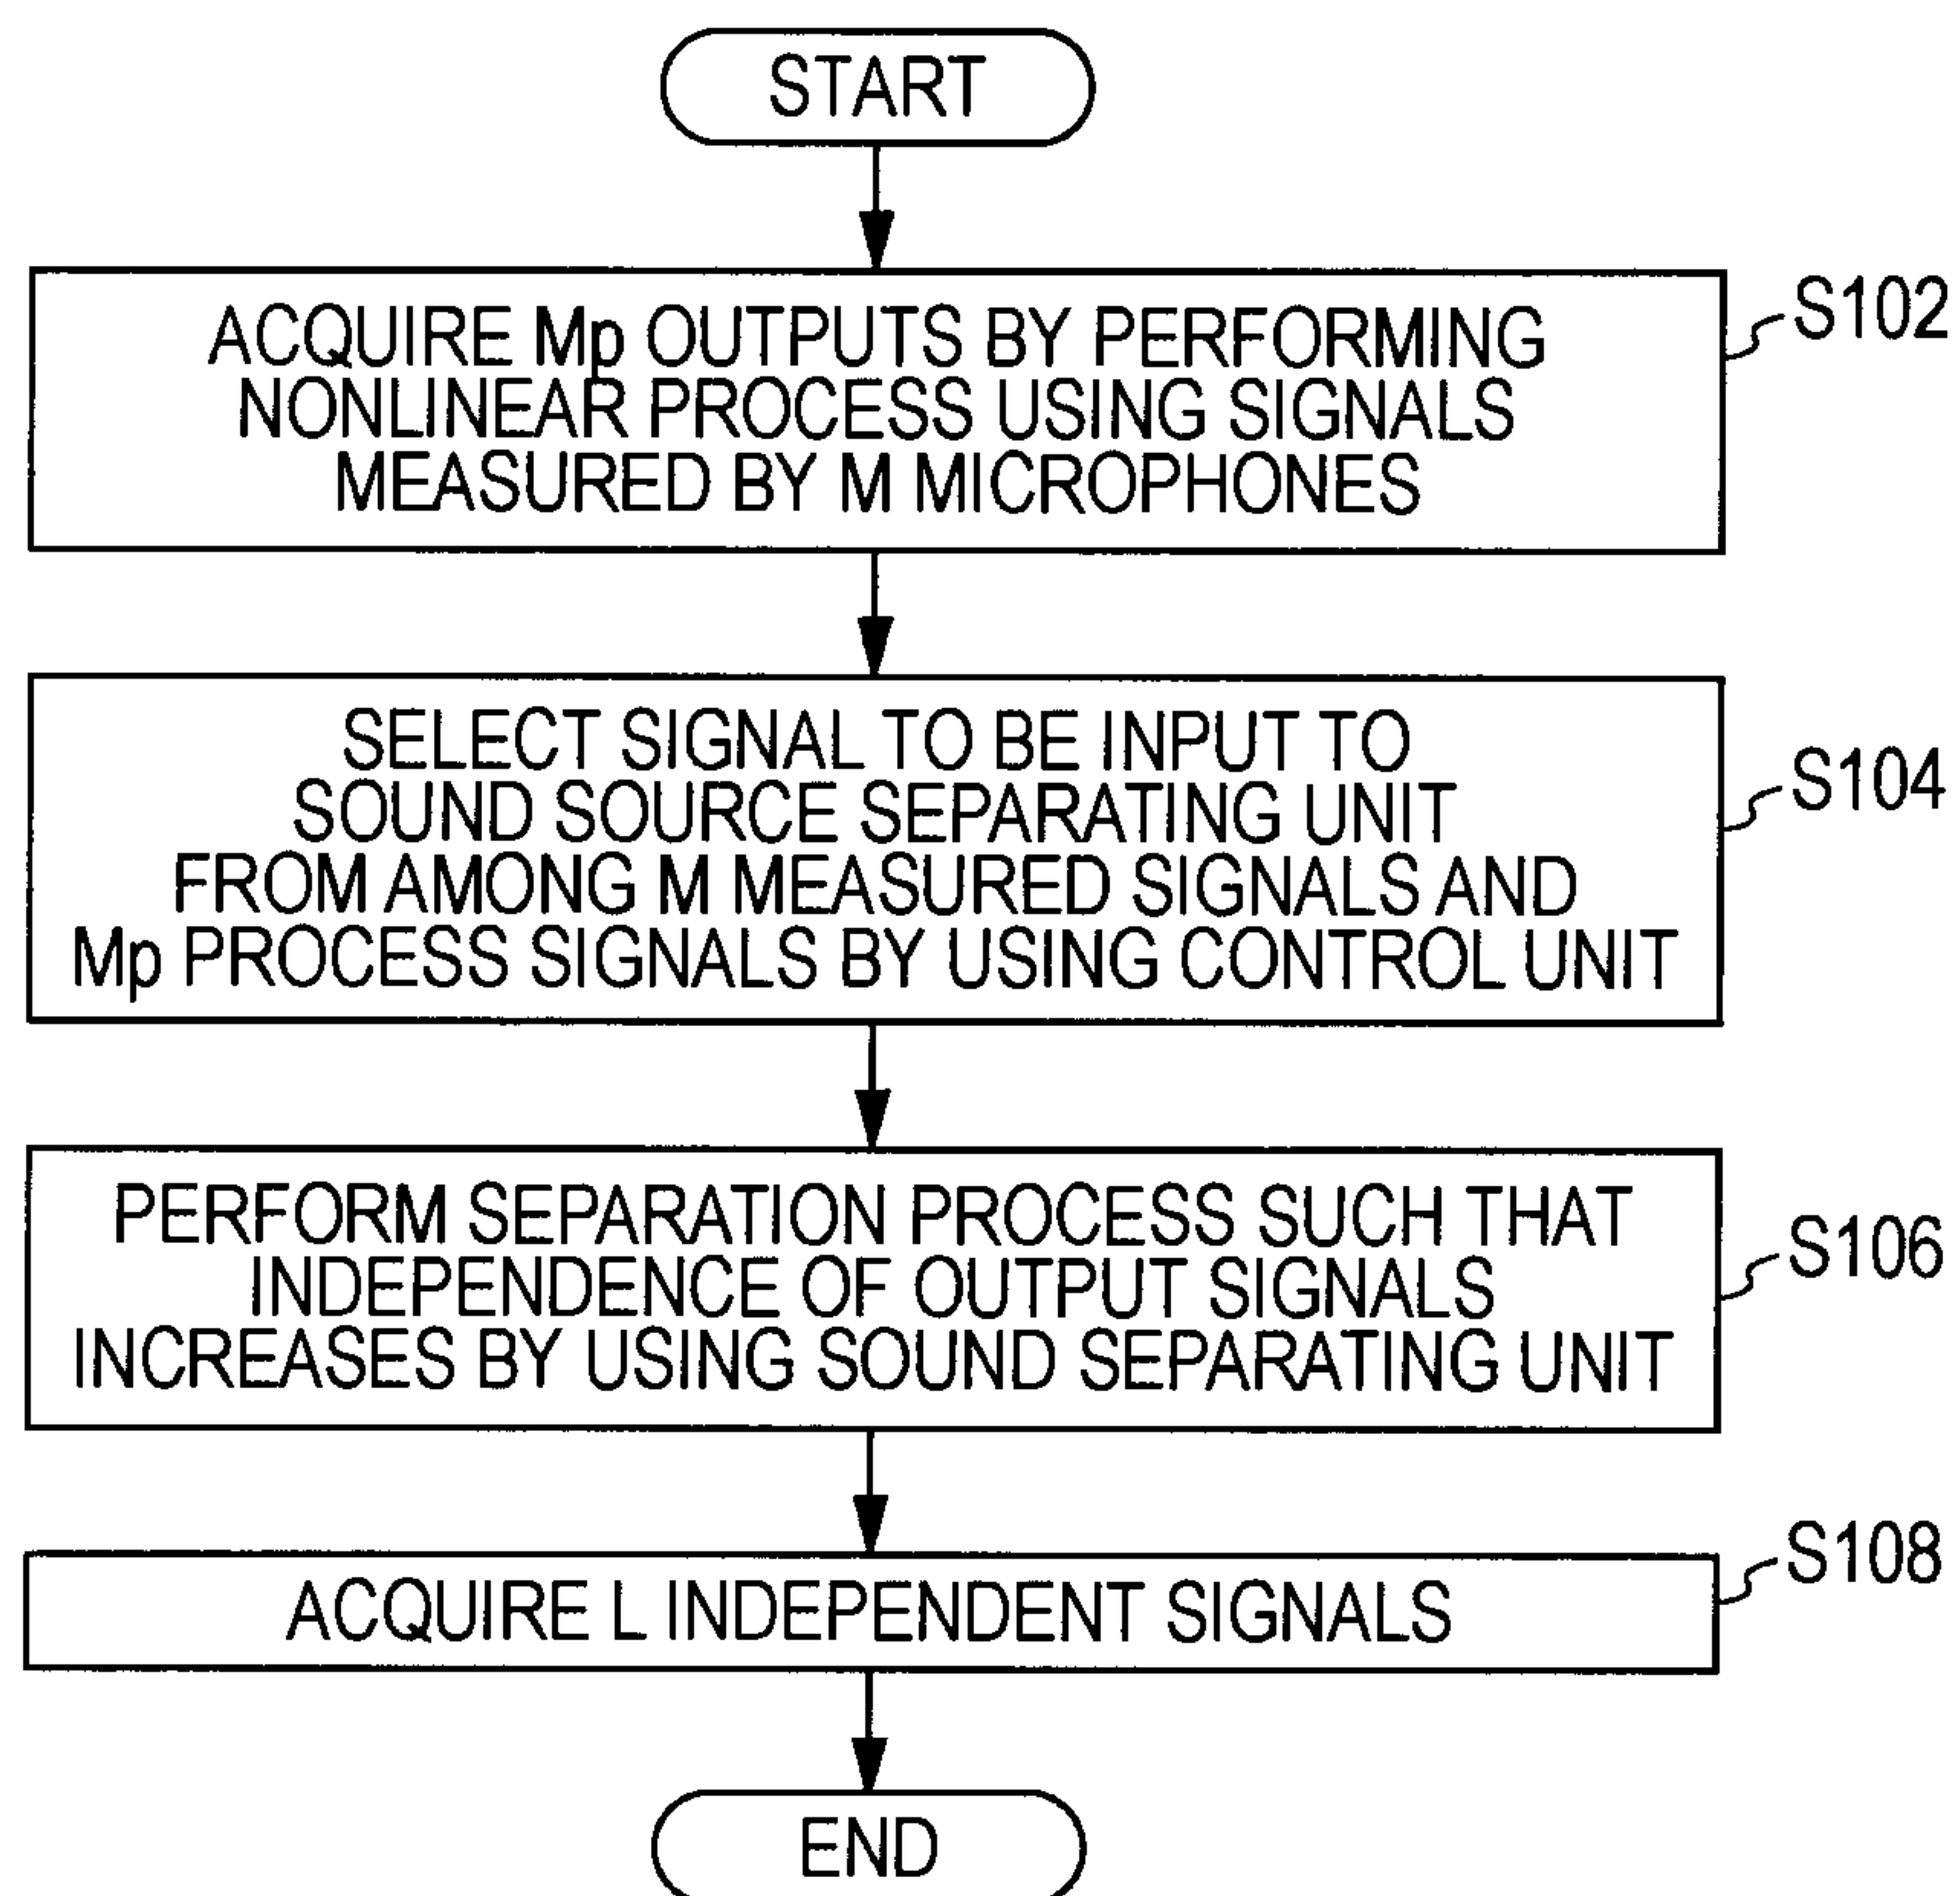 START
ACQUIRE Mp OUTPUTS BY PERFORMING
NONLINEAR PROCESS USING SIGNALS
MEASURED BY M MICROPHONES
S102
SELECT SIGNAL TO BE INPUT TO
SOUND SOURCE SEPARATING UNIT
FROM AMONG M MEASURED SIGNALS AND
Mp PROCESS SIGNALS BY USING CONTROL UNIT
S104
PERFORM SEPARATION PROCESS SUCH THAT
INDEPENDENCE OF OUTPUT SIGNALS
INCREASES BY USING SOUND SEPARATING UNIT
S106
ACQUIRE L INDEPENDENT SIGNALS
S108
END